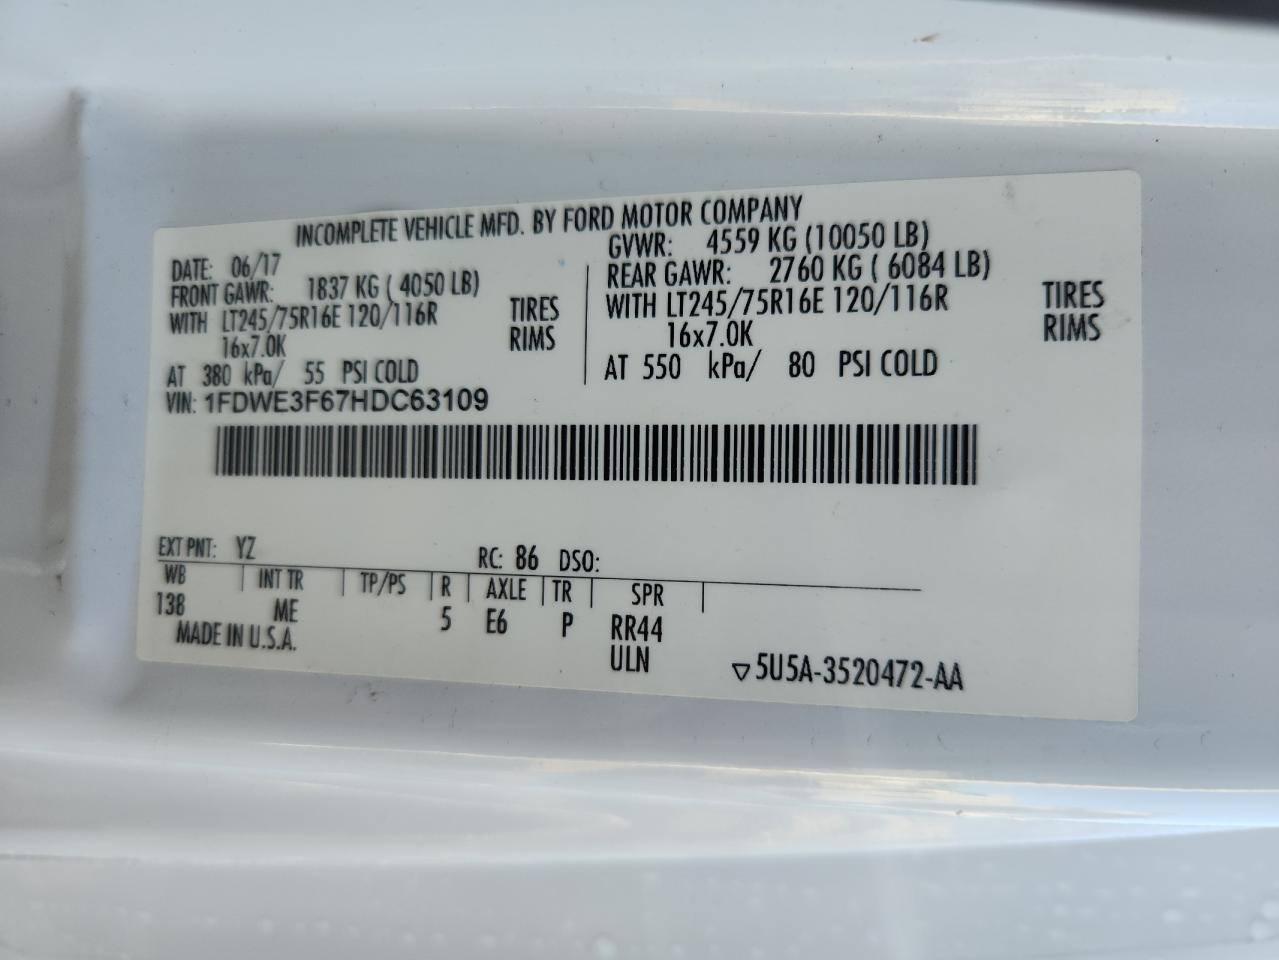 INCOMPLETE VEHICLE MFD. BY FORD MOTOR COMPANY
DATE: 06/17
FRONT GAWR: 1837 KG ( 4050 LB)
WITH LT245/75R16E 120/116R TIRES
16x7.0K RIMS
AT 380 kPa/ 55 PSI COLD
GVWR: 4559 KG (10050 LB)
REAR GAWR: 2760 KG ( 6084 LB)
WITH LT245/75R16E 120/116R TIRES
16x7.0K RIMS
AT 550 kPa/ 80 PSI COLD
VIN: 1FDWE3F67HDC63109
EXT PNT: YZ RC: 86 DSO:
WB INT TR TP/PS R AXLE TR SPR
138 ME 5 E6 P RR44
MADE IN U.S.A. ULN
▽5U5A-3520472-AA